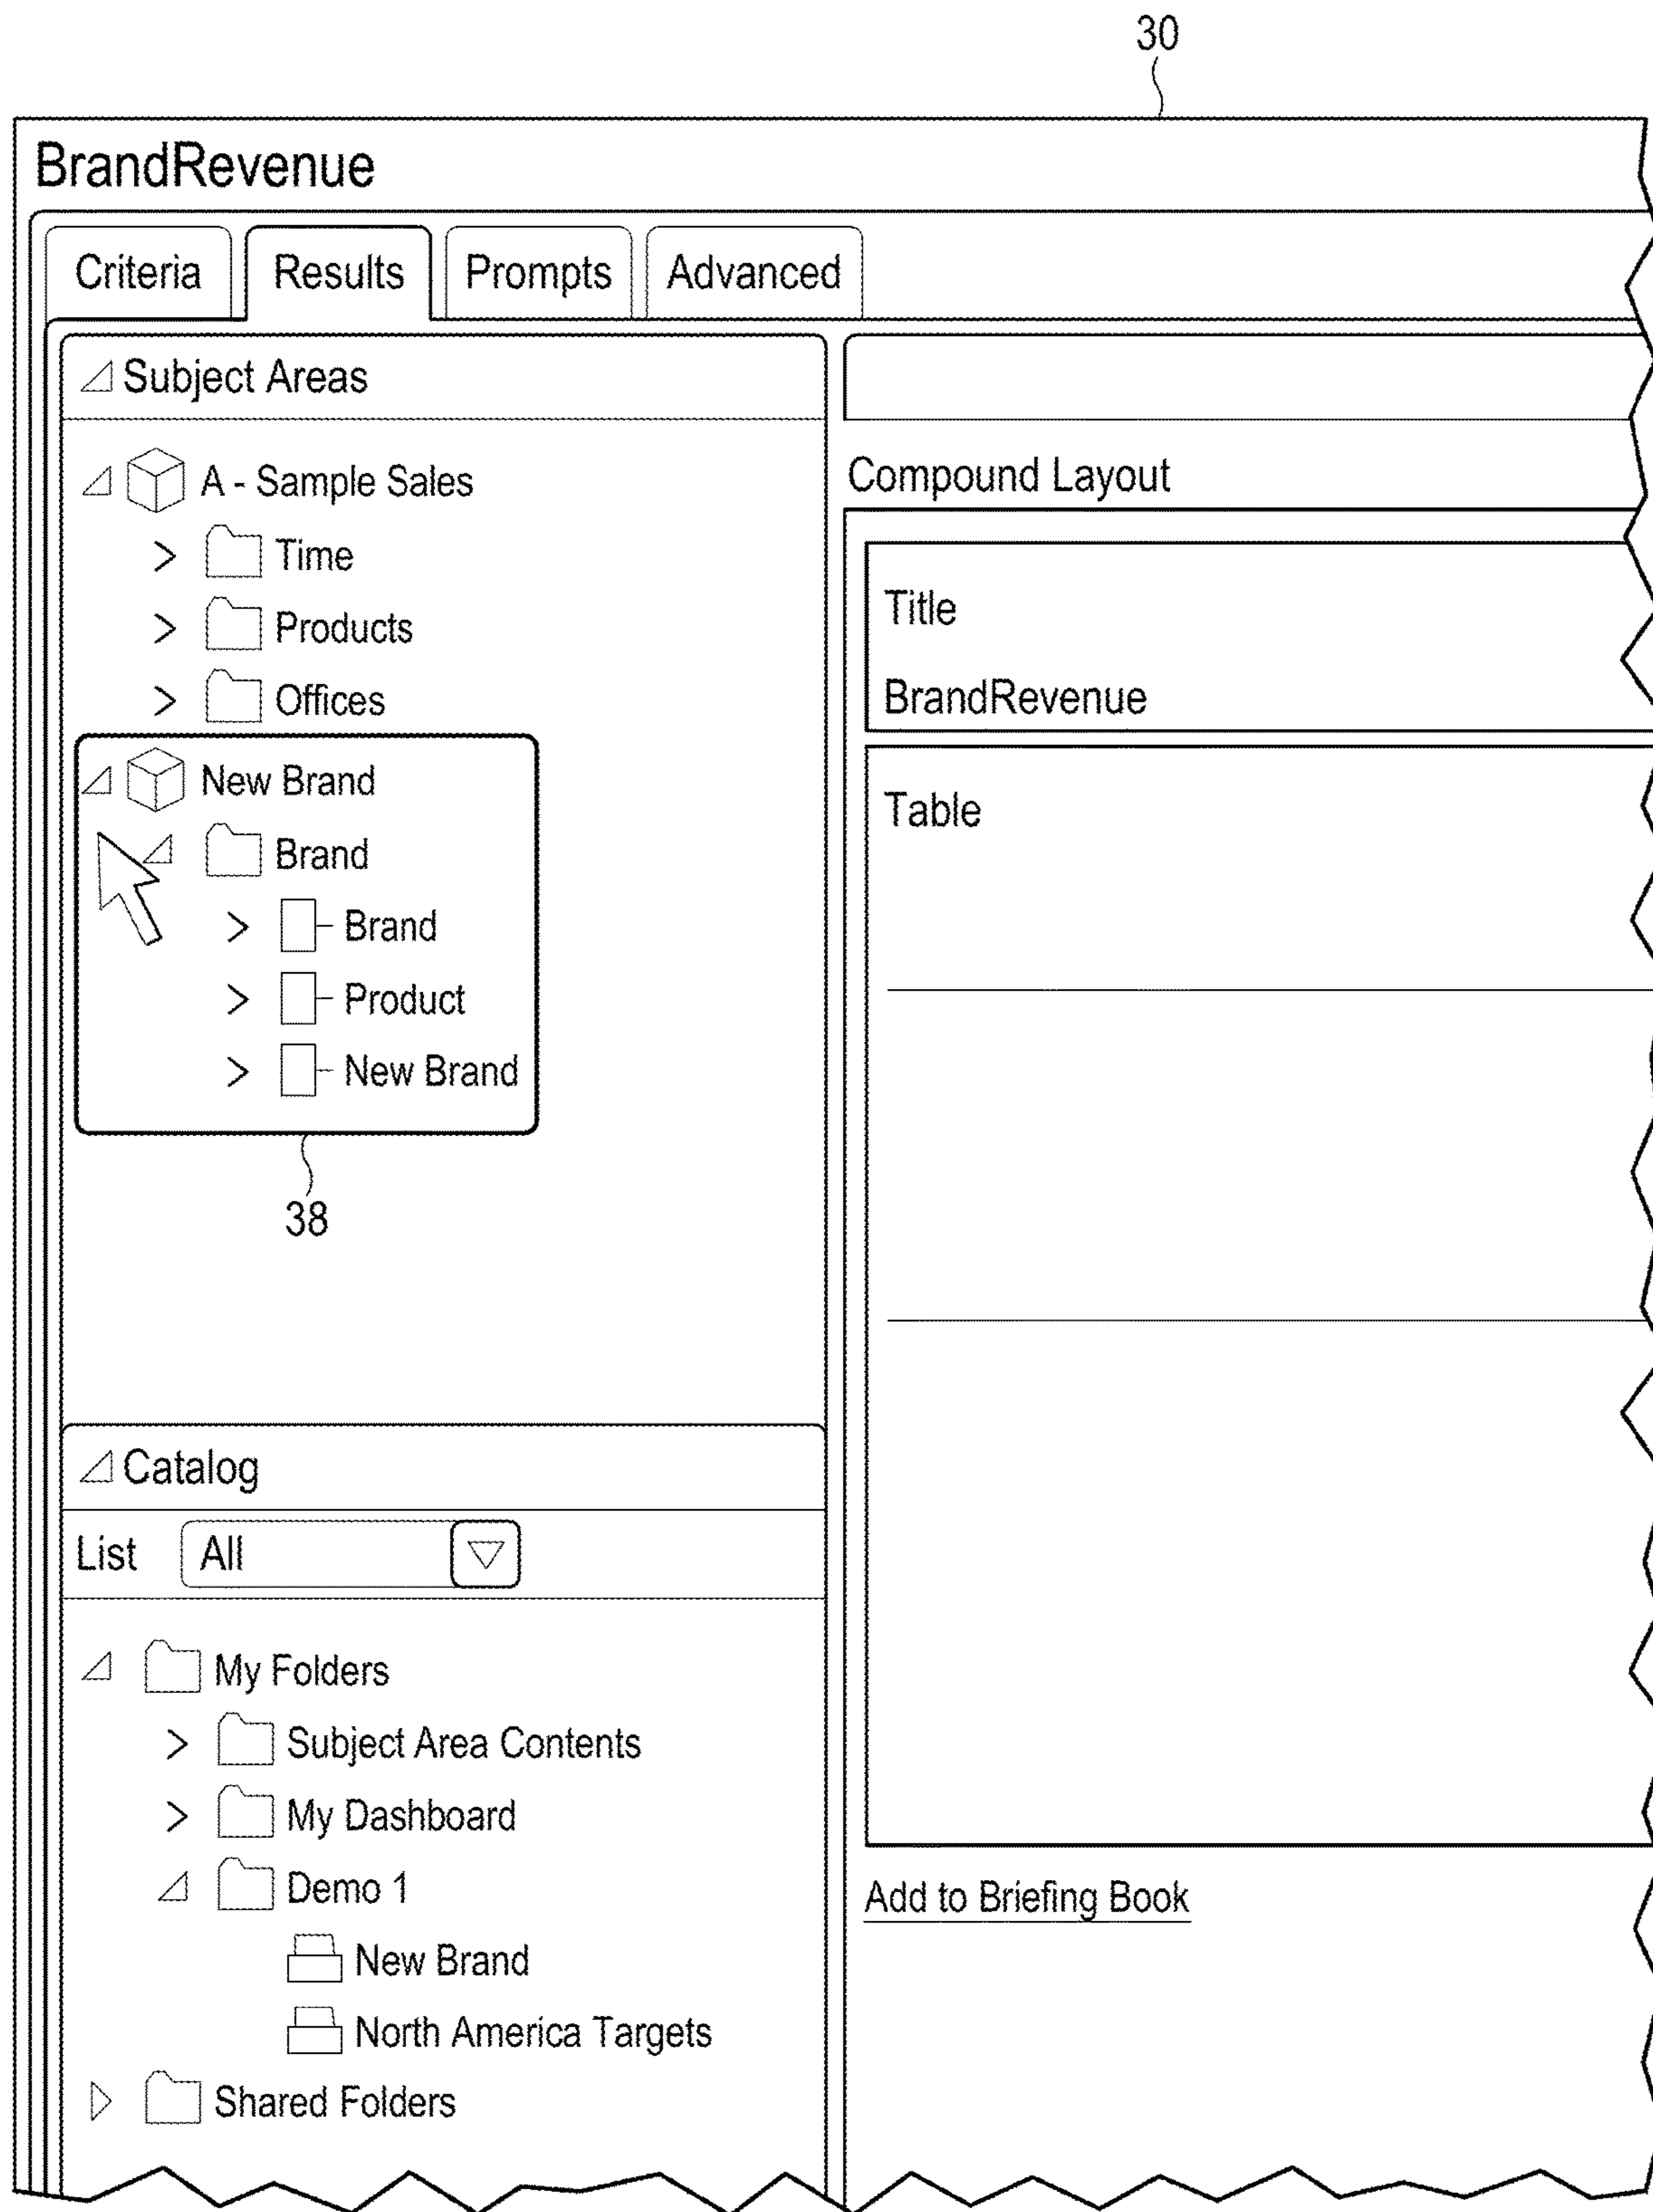 30
BrandRevenue
Criteria
Results
Prompts
Advanced
Subject Areas
A - Sample Sales
Time
Products
Offices
New Brand
Brand
Brand
Product
New Brand
38
Catalog
List
All
My Folders
Subject Area Contents
My Dashboard
Demo 1
New Brand
North America Targets
Shared Folders
Compound Layout
Title
BrandRevenue
Table
Add to Briefing Book